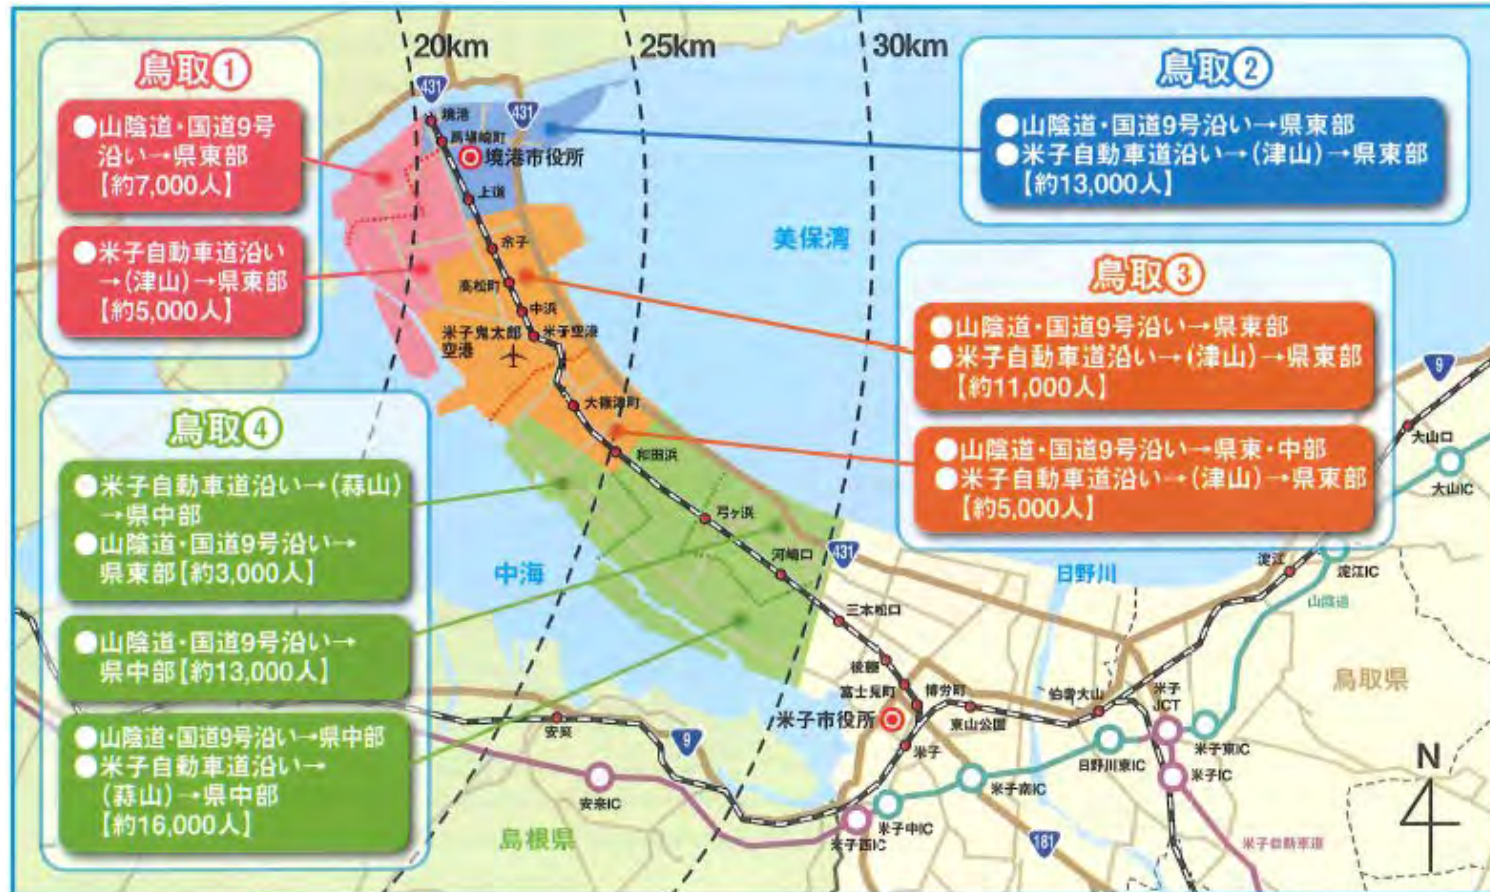 20km
25km
30km
鳥取①
●山陰道・国道9号
沿い→県東部
【約7,000人】
●米子自動車道沿い
→(津山)→県東部
【約5,000人】
鳥取②
●山陰道・国道9号沿い→県東部
●米子自動車道沿い→(津山)→県東部
【約13,000人】
鳥取③
●山陰道・国道9号沿い→県東部
●米子自動車道沿い→(津山)→県東部
【約11,000人】
●山陰道・国道9号沿い→県東・中部
●米子自動車道沿い→(津山)→県東部
【約5,000人】
鳥取④
●米子自動車道沿い→(蒜山)
→県中部
●山陰道・国道9号沿い→
県東部【約3,000人】
●山陰道・国道9号沿い→
県中部【約13,000人】
●山陰道・国道9号沿い→県中部
●米子自動車道沿い→
(蒜山)→県中部
【約16,000人】
431
431
境港
馬場崎町
境港市役所
上道
余子
高松町
中浜
米子空港
米子鬼太郎
空港
大篠津町
和田浜
弓ヶ浜
河崎口
431
三本松口
後藤
富士見町
博労町
米子市役所
東山公園
米子
伯耆大山
美保湾
中海
日野川
9
大山口
大山IC
淀江
淀江IC
山陰道
鳥取県
米子
JCT
米子東IC
米子IC
日野川東IC
米子南IC
米子中IC
米子西IC
安来
9
安来IC
島根県
181
米子自動車道
N